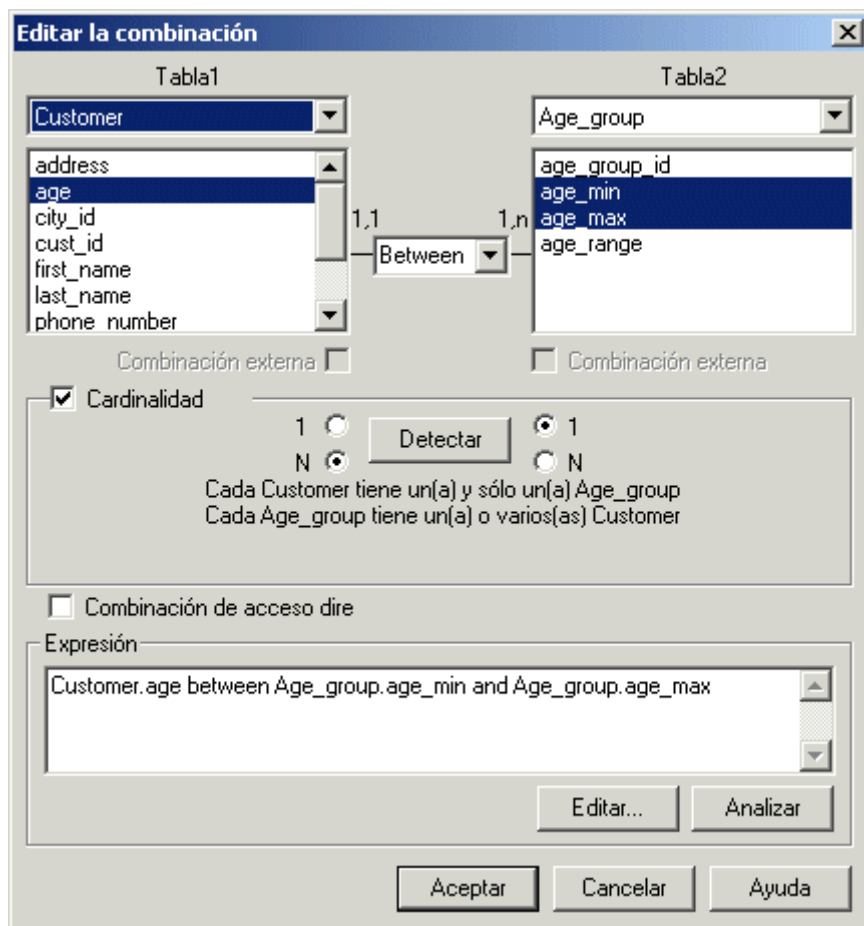 Editar la combinación
Tabla1
Tabla2
Customer
Age_group
address
age
city_id
cust_id
first_name
last_name
phone_number
1,1
Between
1,n
age_group_id
age_min
age_max
age_range
Combinación externa
Combinación externa
Cardinalidad
1
Detectar
1
N
N
Cada Customer tiene un(a) y sólo un(a) Age_group
Cada Age_group tiene un(a) o varios(as) Customer
Combinación de acceso dire
Expresión
Customer.age between Age_group.age_min and Age_group.age_max
Editar...
Analizar
Aceptar
Cancelar
Ayuda